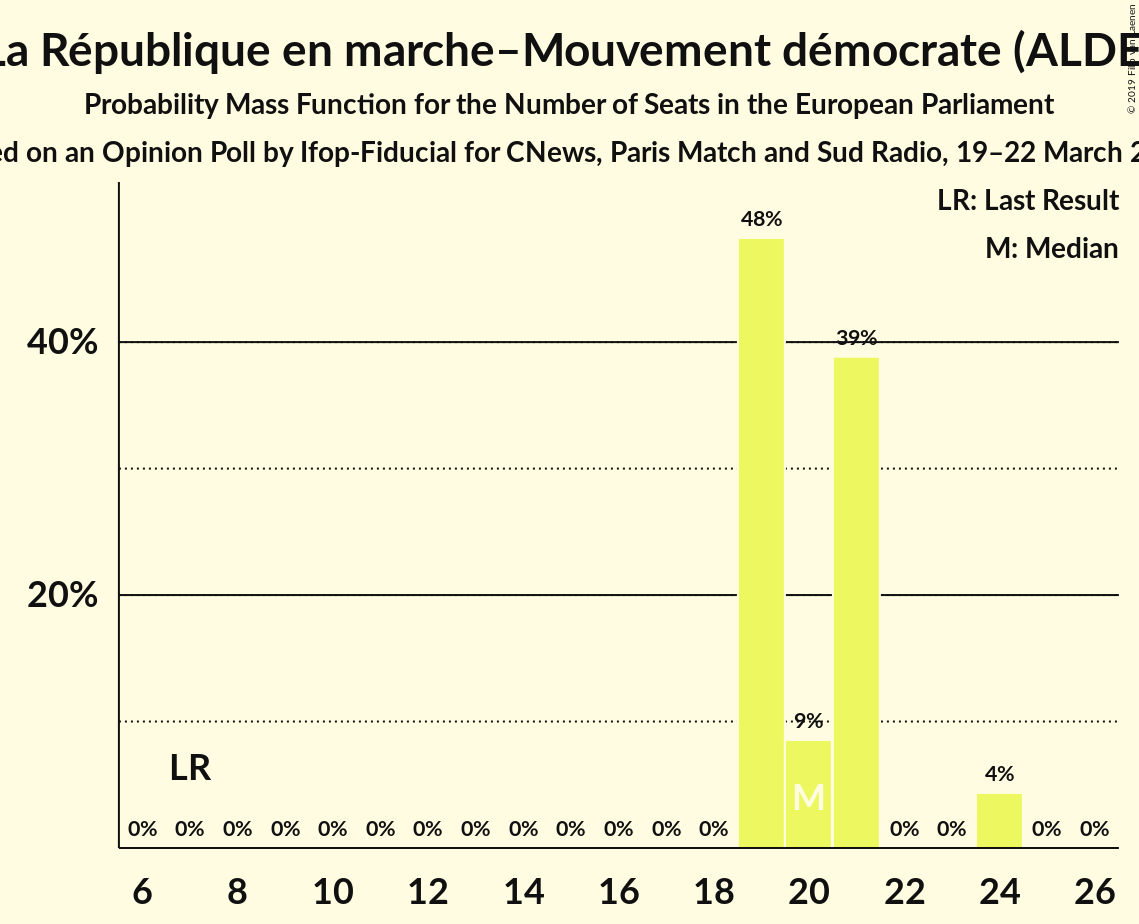 La République en marche–Mouvement démocrate (ALDE
Probability Mass Function for the Number of Seats in the European Parliament
on an Opinion Poll by Ifop-Fiducial for CNews, Paris Match and Sud Radio, 19–22 March
LR: Last Result
M: Median
48%
40%
39%
20%
9%
LR
M
4%
0% 0% 0% 0% 0% 0% 0% 0% 0% 0% 0% 0% 0% 0% 0% 0% 0%
6 8 10 12 14 16 18 20 22 24 26
© 2019